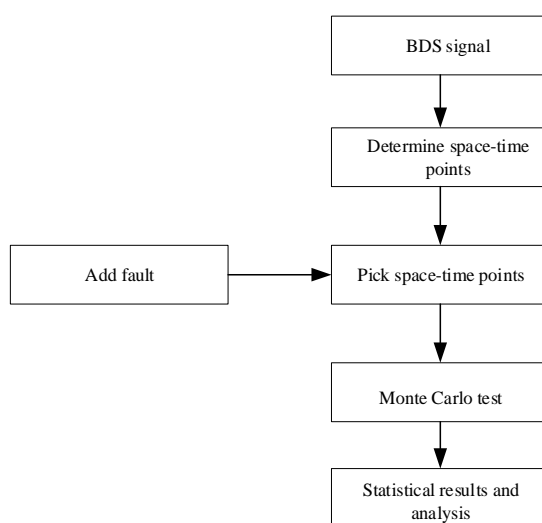 BDS signal
Determine space-time
points
Add fault
Pick space-time points
Monte Carlo test
Statistical results and
analysis